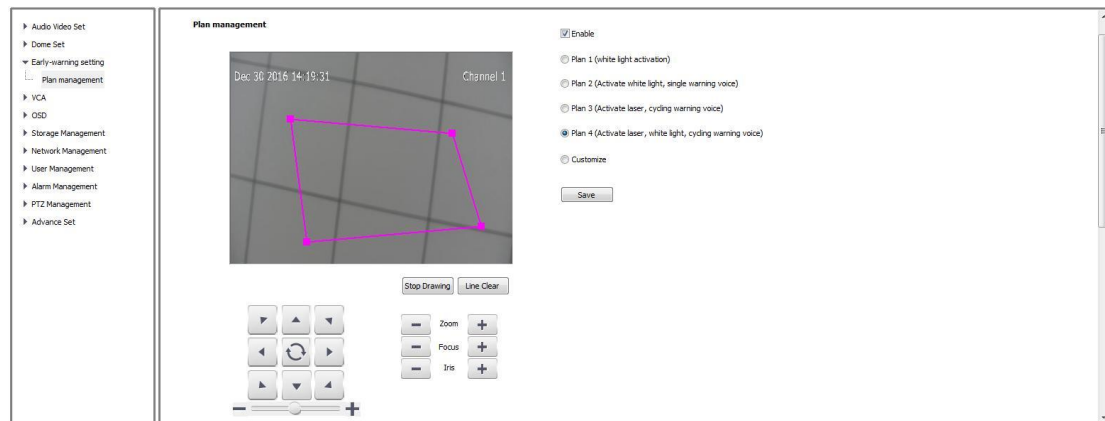 Audio Video Set
Dome Set
Early-warning setting
Plan management
VCA
OSD
Storage Management
Network Management
User Management
Alarm Management
PTZ Management
Advance Set
Plan management
Dec 30 2016 14:19:31
Channel 1
Stop Drawing
Line Clear
Zoom
Focus
Iris
Enable
Plan 1 (white light activation)
Plan 2 (Activate white light, single warning voice)
Plan 3 (Activate laser, cycling warning voice)
Plan 4 (Activate laser, white light, cycling warning voice)
Customize
Save